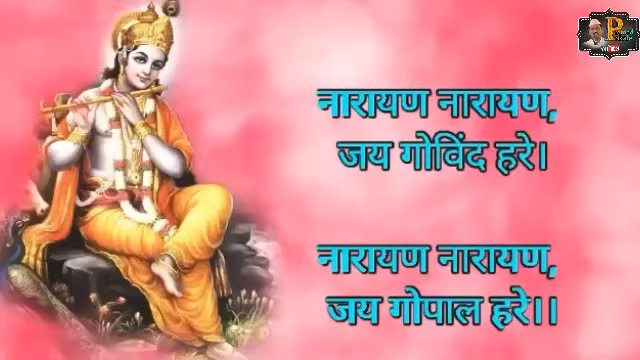 नारायण नारायण,
जय गोविंद हरे।
नारायण नारायण,
जय गोपाल हरे।।